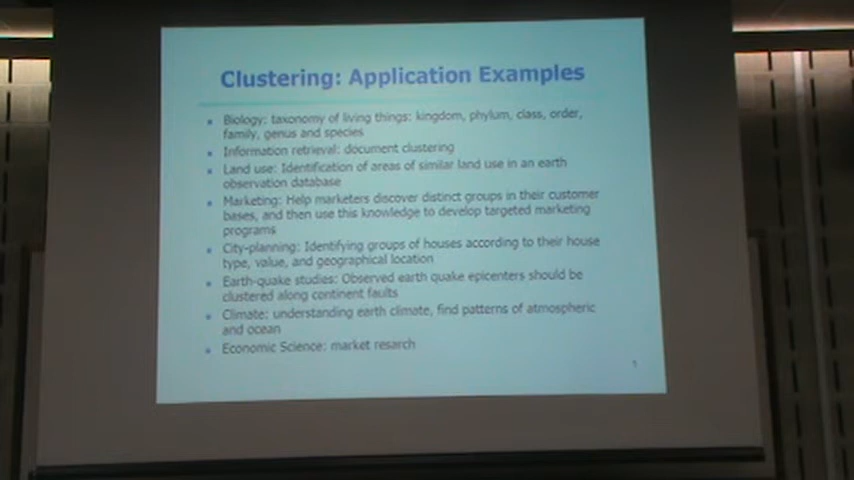 Clustering: Application Examples
Biology: taxonomy of living things: kingdom, phylum, class, order,
family, genus and species
Information retrieval: document clustering
Land use: Identification of areas of similar land use in an earth
observation database
Marketing: Help marketers discover distinct groups in their customer
bases, and then use this knowledge to develop targeted marketing
programs
City-planning: Identifying groups of houses according to their house
type, value, and geographical location
Earth-quake studies: Observed earth quake epicenters should be
clustered along continent faults
Climate: understanding earth climate, find patterns of atmospheric
and ocean
Economic Science: market resarch